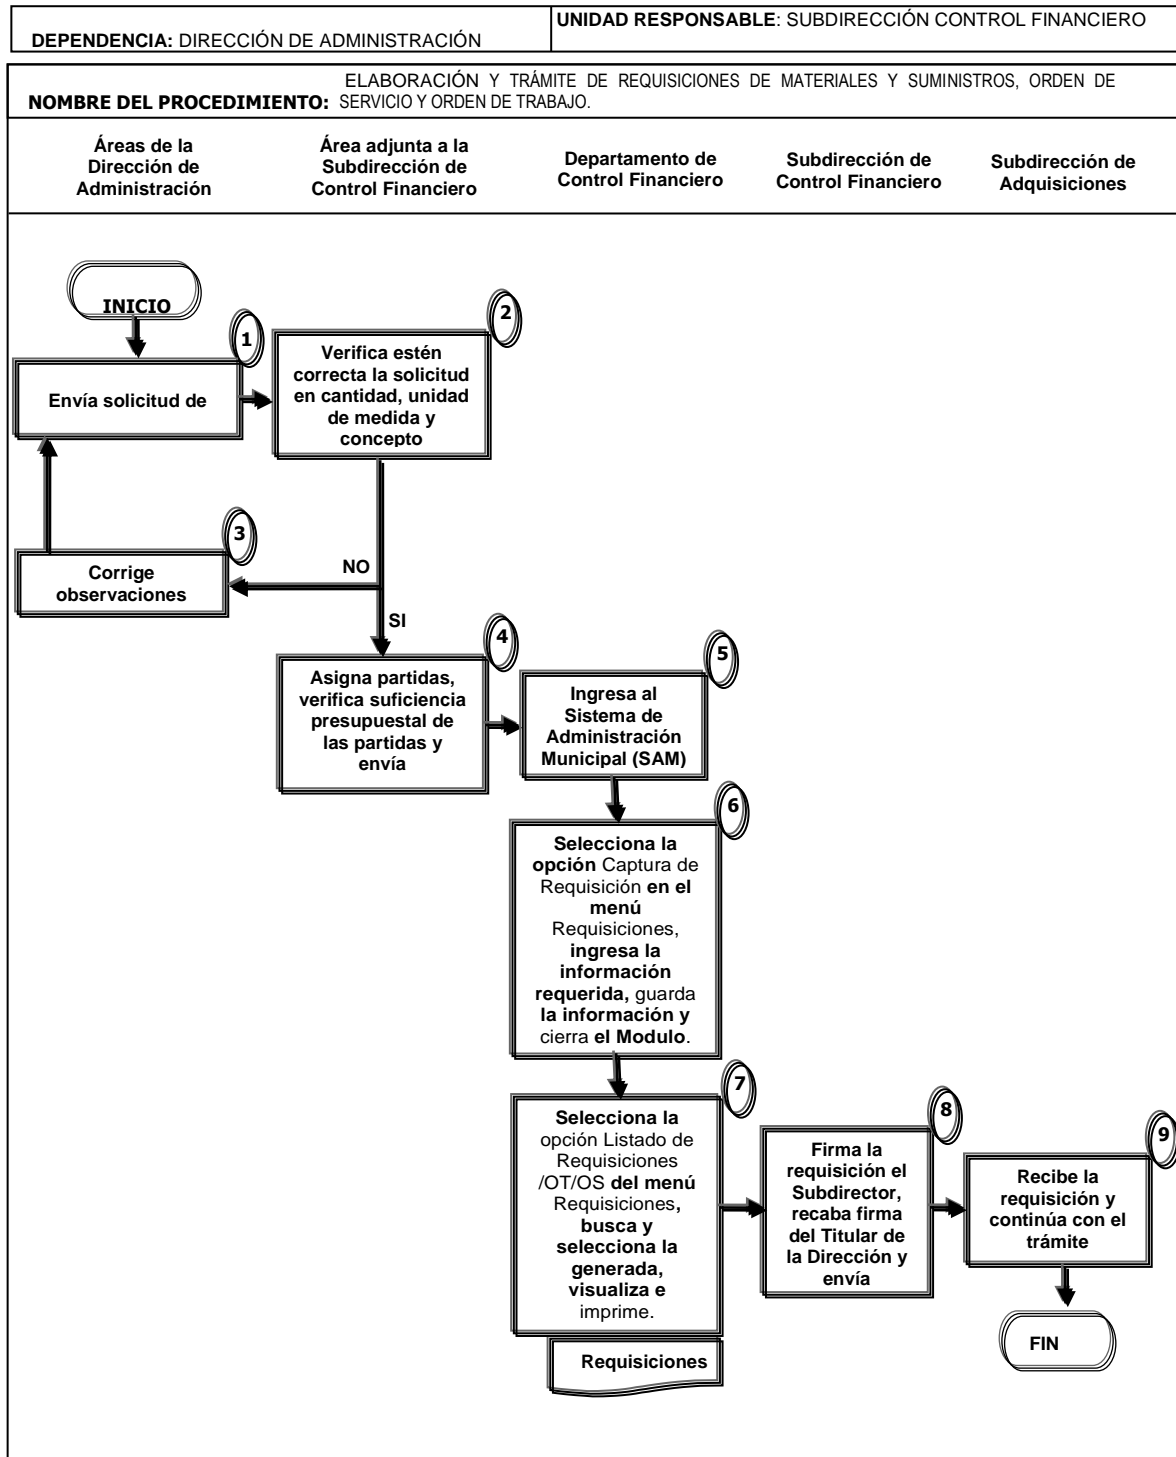 DEPENDENCIA: DIRECCIÓN DE ADMINISTRACIÓN
UNIDAD RESPONSABLE: SUBDIRECCIÓN CONTROL FINANCIERO
NOMBRE DEL PROCEDIMIENTO:
ELABORACIÓN Y TRÁMITE DE REQUISICIONES DE MATERIALES Y SUMINISTROS, ORDEN DE
SERVICIO Y ORDEN DE TRABAJO.
Áreas de la
Dirección de
Administración
Área adjunta a la
Subdirección de
Control Financiero
Departamento de
Control Financiero
Subdirección de
Control Financiero
Subdirección de
Adquisiciones
INICIO
1
Envía solicitud de
2
Verifica estén
correcta la solicitud
en cantidad, unidad
de medida y
concepto
3
Corrige
observaciones
NO
SI
4
Asigna partidas,
verifica suficiencia
presupuestal de
las partidas y
envía
5
Ingresa al
Sistema de
Administración
Municipal (SAM)
6
Selecciona la
opción Captura de
Requisición en el
menú
Requisiciones,
ingresa la
información
requerida, guarda
la información y
cierra el Modulo.
7
Selecciona la
opción Listado de
Requisiciones
/OT/OS del menú
Requisiciones,
busca y
selecciona la
generada,
visualiza e
imprime.
Requisiciones
8
Firma la
requisición el
Subdirector,
recaba firma
del Titular de
la Dirección y
envía
9
Recibe la
requisición y
continúa con el
trámite
FIN